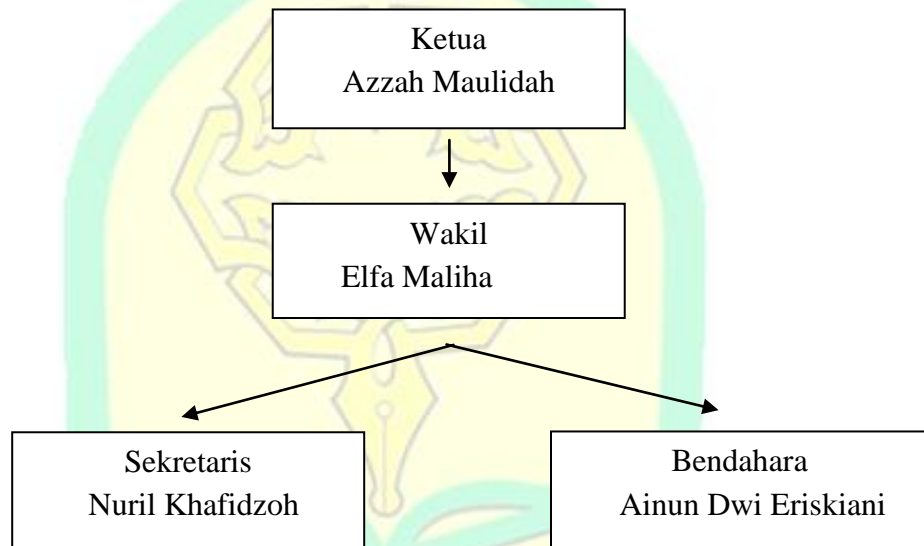 Ketua
Azzah Maulidah
Wakil
Elfa Maliha
Sekretaris
Nuril Khafidzoh
Bendahara
Ainun Dwi Eriskiani